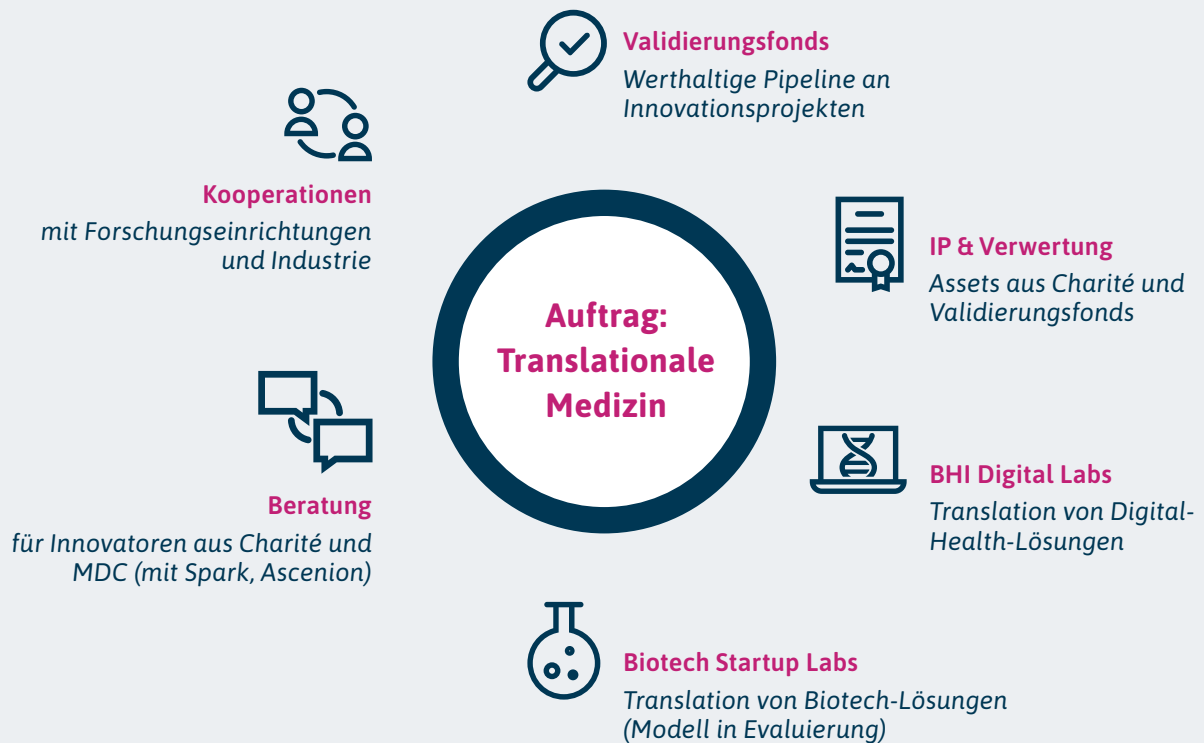 Validierungsfonds
Werthaltige Pipeline an
Innovationsprojekten
Kooperationen
mit Forschungseinrichtungen
und Industrie
IP & Verwertung
Assets aus Charité und
Validierungsfonds
Auftrag:
Translationale
Medizin
Beratung
für Innovatoren aus Charité und
MDC (mit Spark, Ascenion)
BHI Digital Labs
Translation von Digital-
Health-Lösungen
Biotech Startup Labs
Translation von Biotech-Lösungen
(Modell in Evaluierung)